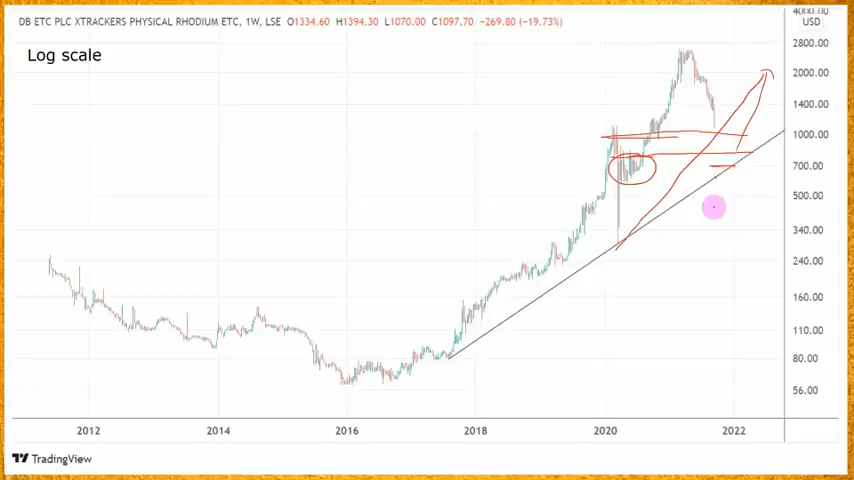 DB ETC PLC XTRACKERS PHYSICAL RHODIUM ETC, 1W, LSE O1334.60 H1394.30 L1070.00 C1097.70 −269.80 (−19.73%)
4000.00
USD
Log scale
2800.00
2000.00
1400.00
1000.00
700.00
500.00
340.00
240.00
160.00
110.00
80.00
56.00
2012 2014 2016 2018 2020 2022
TradingView